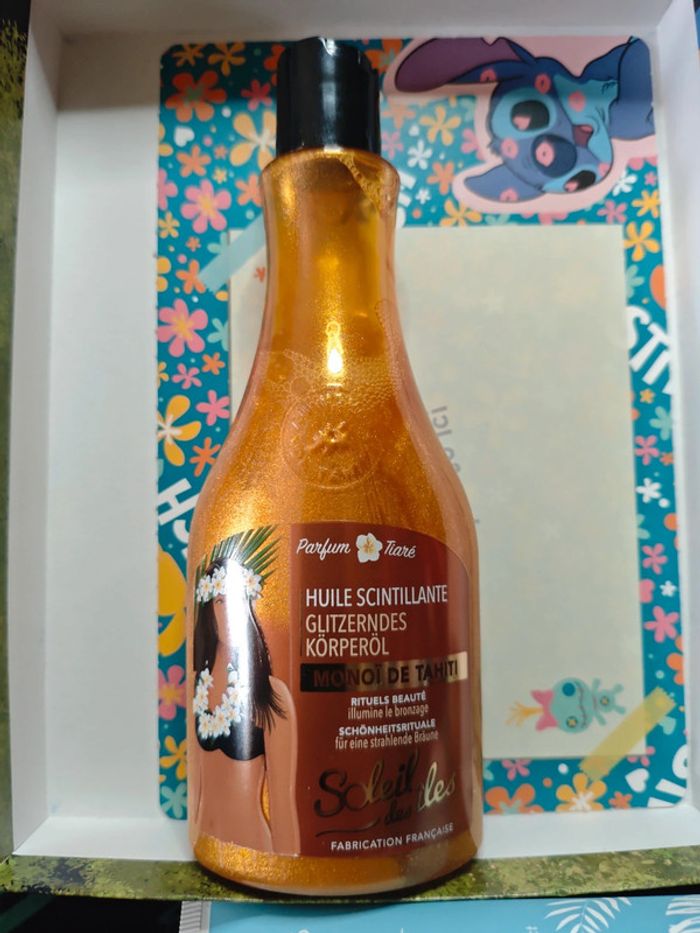 Parfum Tiaré
HUILE SCINTILLANTE
GLITZERNDES
KÖRPERÖL
MONOÏ DE TAHITI
RITUELS BEAUTÉ
illumine le bronzage
SCHÖNHEITSRITUALE
für eine strahlende Bräune
Soleil
des îles
FABRICATION FRANÇAISE
ici